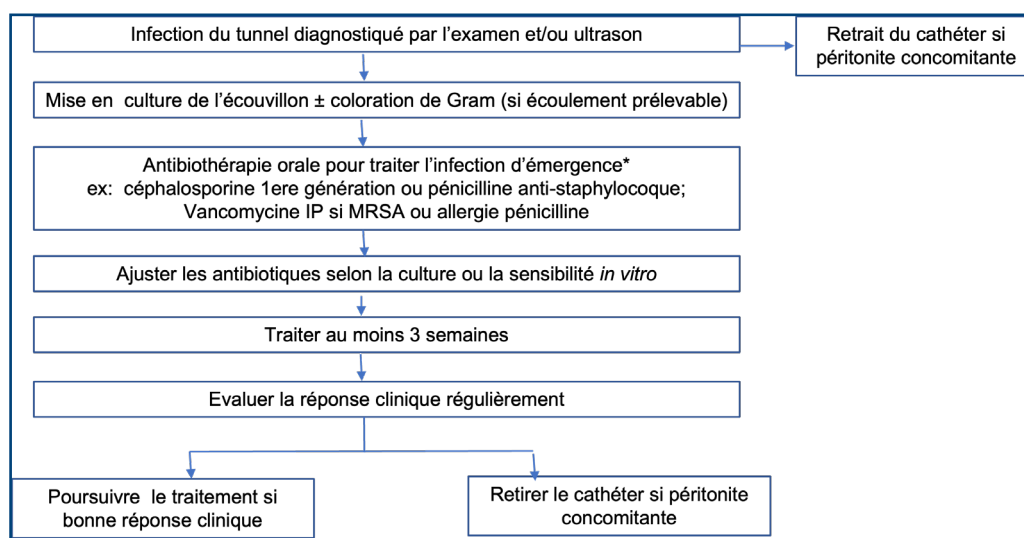 Infection du tunnel diagnostiqué par l'examen et/ou ultrason
Retrait du cathéter si
péritonite concomitante
Mise en  culture de l'écouvillon ± coloration de Gram (si écoulement prélevable)
Antibiothérapie orale pour traiter l'infection d'émergence*
ex:  céphalosporine 1ere génération ou pénicilline anti-staphylocoque;
Vancomycine IP si MRSA ou allergie pénicilline
Ajuster les antibiotiques selon la culture ou la sensibilité in vitro
Traiter au moins 3 semaines
Evaluer la réponse clinique régulièrement
Poursuivre  le traitement si
bonne réponse clinique
Retirer le cathéter si péritonite
concomitante